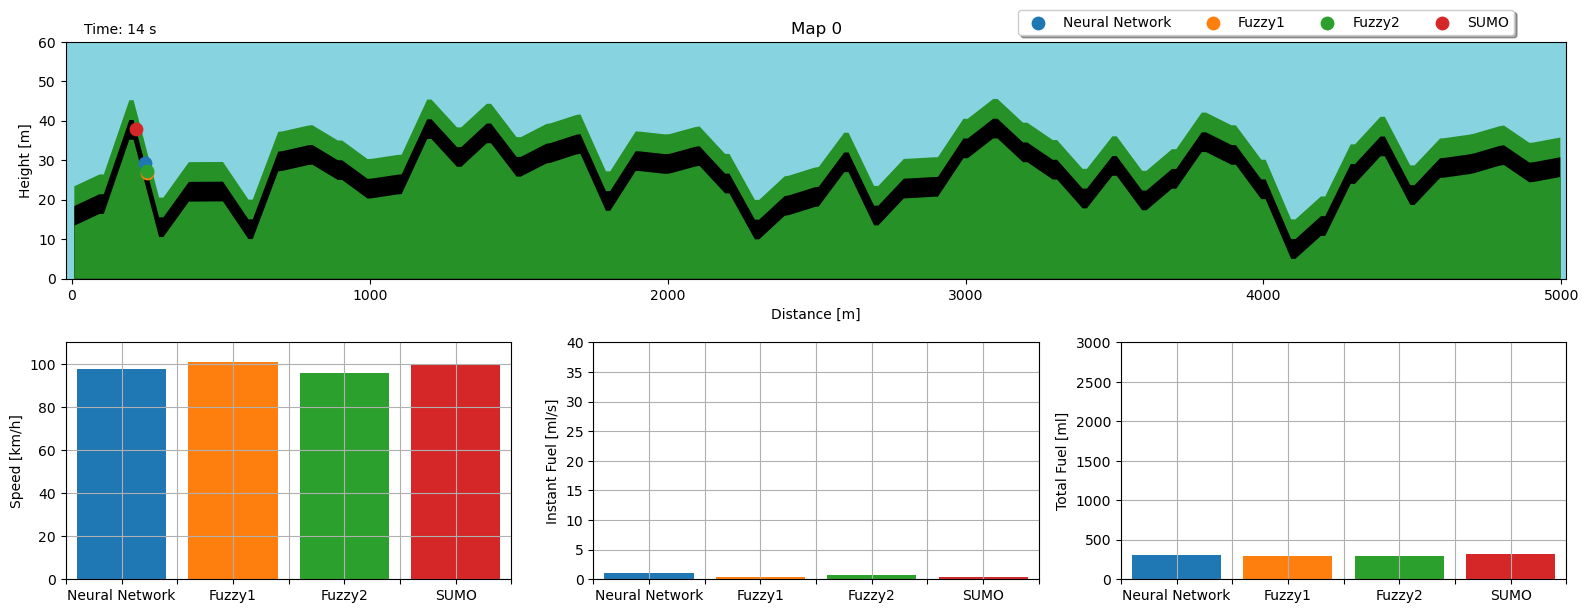 Time: 14 s
Map 0
Neural Network Fuzzy1 Fuzzy2 SUMO
Height [m]
60
50
40
30
20
10
0
0 1000 2000 3000 4000 5000
Distance [m]
Speed [km/h]
100
80
60
40
20
0
Neural Network Fuzzy1 Fuzzy2 SUMO
Instant Fuel [ml/s]
40
35
30
25
20
15
10
5
0
Neural Network Fuzzy1 Fuzzy2 SUMO
Total Fuel [ml]
3000
2500
2000
1500
1000
500
0
Neural Network Fuzzy1 Fuzzy2 SUMO